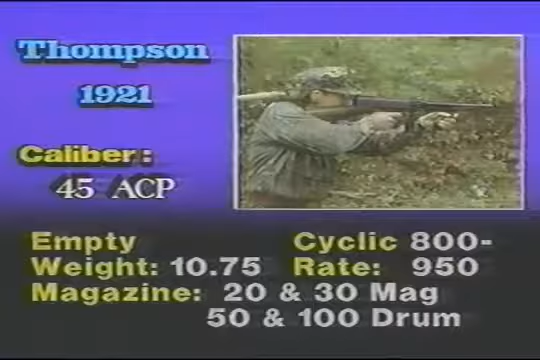 Thompson
1921
Caliber:
45 ACP
Empty Cyclic 800-
Weight: 10.75 Rate: 950
Magazine: 20 & 30 Mag
50 & 100 Drum